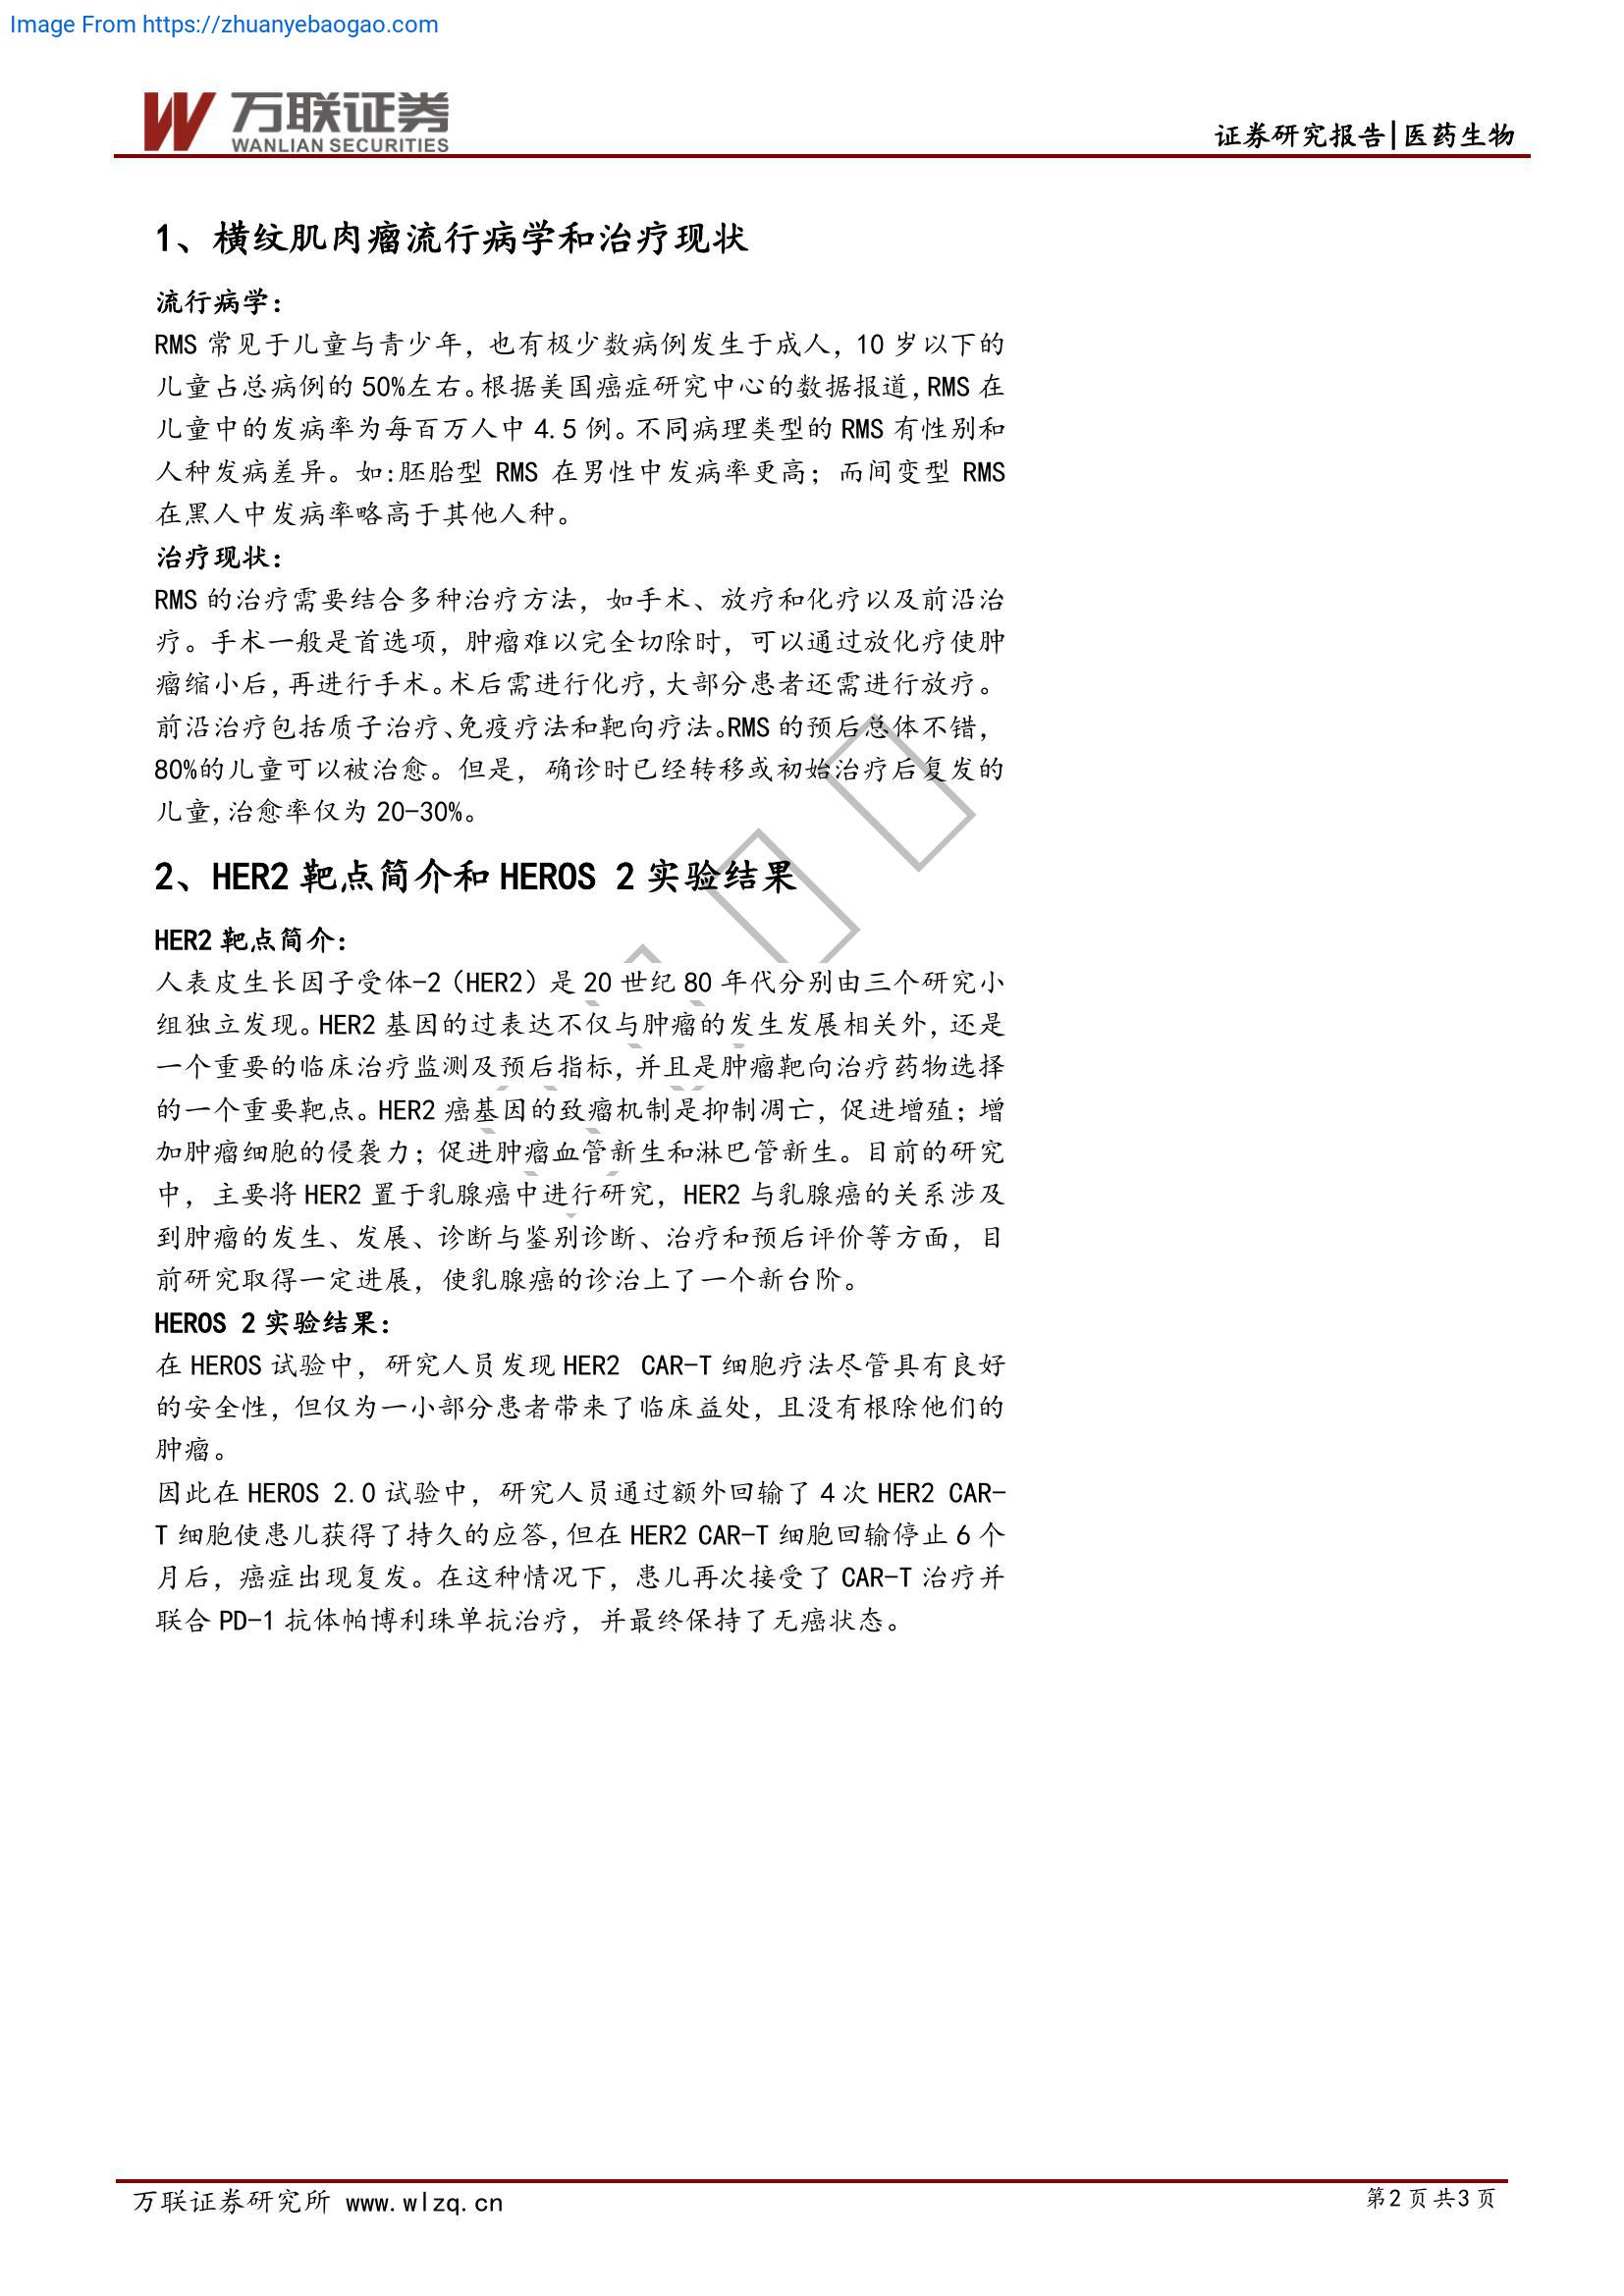 Image From https://zhuanyebaogao.com
万联证券
WANLIAN SECURITIES
证券研究报告|医药生物
1、横纹肌肉瘤流行病学和治疗现状
流行病学：
RMS 常见于儿童与青少年，也有极少数病例发生于成人，10 岁以下的
儿童占总病例的 50%左右。根据美国癌症研究中心的数据报道，RMS 在
儿童中的发病率为每百万人中 4.5 例。不同病理类型的 RMS 有性别和
人种发病差异。如:胚胎型 RMS 在男性中发病率更高；而间变型 RMS
在黑人中发病率略高于其他人种。
治疗现状：
RMS 的治疗需要结合多种治疗方法，如手术、放疗和化疗以及前沿治
疗。手术一般是首选项，肿瘤难以完全切除时，可以通过放化疗使肿
瘤缩小后，再进行手术。术后需进行化疗，大部分患者还需进行放疗。
前沿治疗包括质子治疗、免疫疗法和靶向疗法。RMS 的预后总体不错，
80%的儿童可以被治愈。但是，确诊时已经转移或初始治疗后复发的
儿童,治愈率仅为 20-30%。
2、HER2 靶点简介和 HEROS 2 实验结果
HER2 靶点简介：
人表皮生长因子受体-2（HER2）是 20 世纪 80 年代分别由三个研究小
组独立发现。HER2 基因的过表达不仅与肿瘤的发生发展相关外，还是
一个重要的临床治疗监测及预后指标，并且是肿瘤靶向治疗药物选择
的一个重要靶点。HER2 癌基因的致瘤机制是抑制凋亡，促进增殖；增
加肿瘤细胞的侵袭力；促进肿瘤血管新生和淋巴管新生。目前的研究
中，主要将 HER2 置于乳腺癌中进行研究，HER2 与乳腺癌的关系涉及
到肿瘤的发生、发展、诊断与鉴别诊断、治疗和预后评价等方面，目
前研究取得一定进展，使乳腺癌的诊治上了一个新台阶。
HEROS 2 实验结果：
在 HEROS 试验中，研究人员发现 HER2 CAR-T 细胞疗法尽管具有良好
的安全性，但仅为一小部分患者带来了临床益处，且没有根除他们的
肿瘤。
因此在 HEROS 2.0 试验中，研究人员通过额外回输了 4 次 HER2 CAR-
T 细胞使患儿获得了持久的应答，但在 HER2 CAR-T 细胞回输停止 6 个
月后，癌症出现复发。在这种情况下，患儿再次接受了 CAR-T 治疗并
联合 PD-1 抗体帕博利珠单抗治疗，并最终保持了无癌状态。
万联证券研究所 www.wlzq.cn
第 2 页 共 3 页